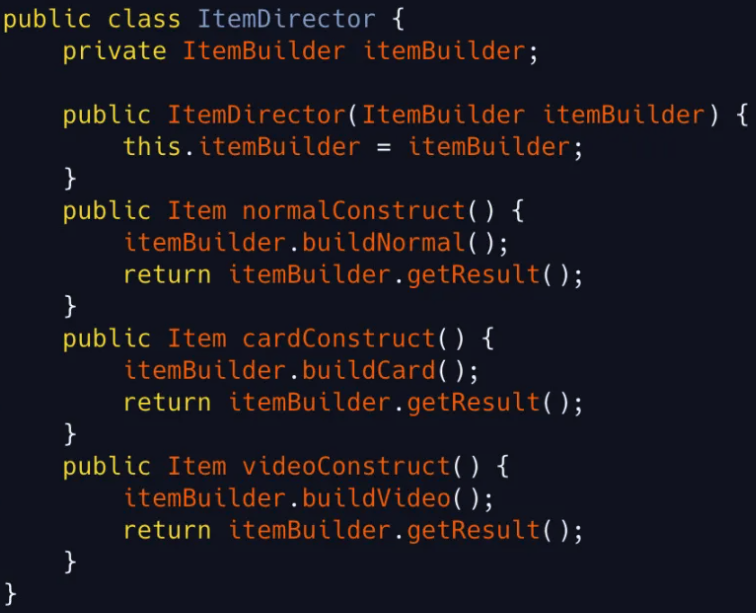 public class ItemDirector {
    private ItemBuilder itemBuilder;

    public ItemDirector(ItemBuilder itemBuilder) {
        this.itemBuilder = itemBuilder;
    }
    public Item normalConstruct() {
        itemBuilder.buildNormal();
        return itemBuilder.getResult();
    }
    public Item cardConstruct() {
        itemBuilder.buildCard();
        return itemBuilder.getResult();
    }
    public Item videoConstruct() {
        itemBuilder.buildVideo();
        return itemBuilder.getResult();
    }
}